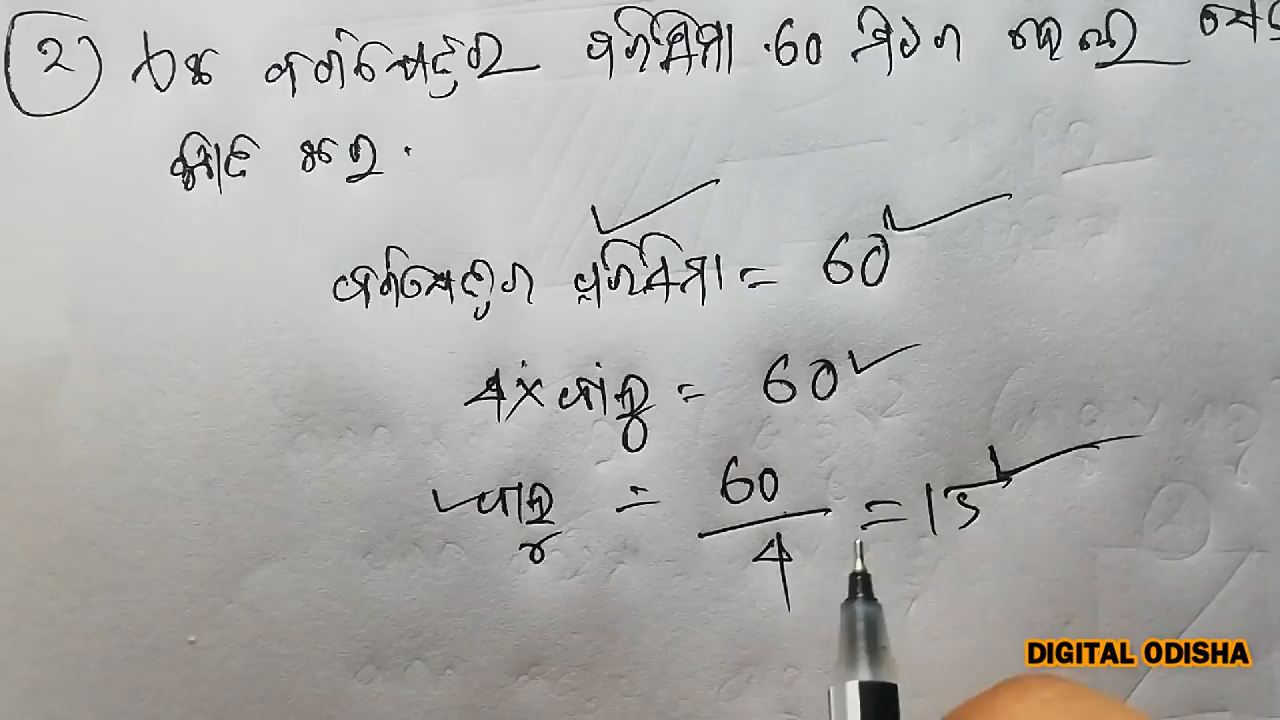 2) ଏକ ବର୍ଗକ୍ଷେତ୍ରର ପରିସୀମା 60 ମିଟର ହେଲେ
ସ୍ଥିର କର.
ବର୍ଗକ୍ଷେତ୍ରର ପରିସୀମା = 60
4 × ବାହୁ = 60
ବାହୁ = 60 / 4 = 15
DIGITAL ODISHA